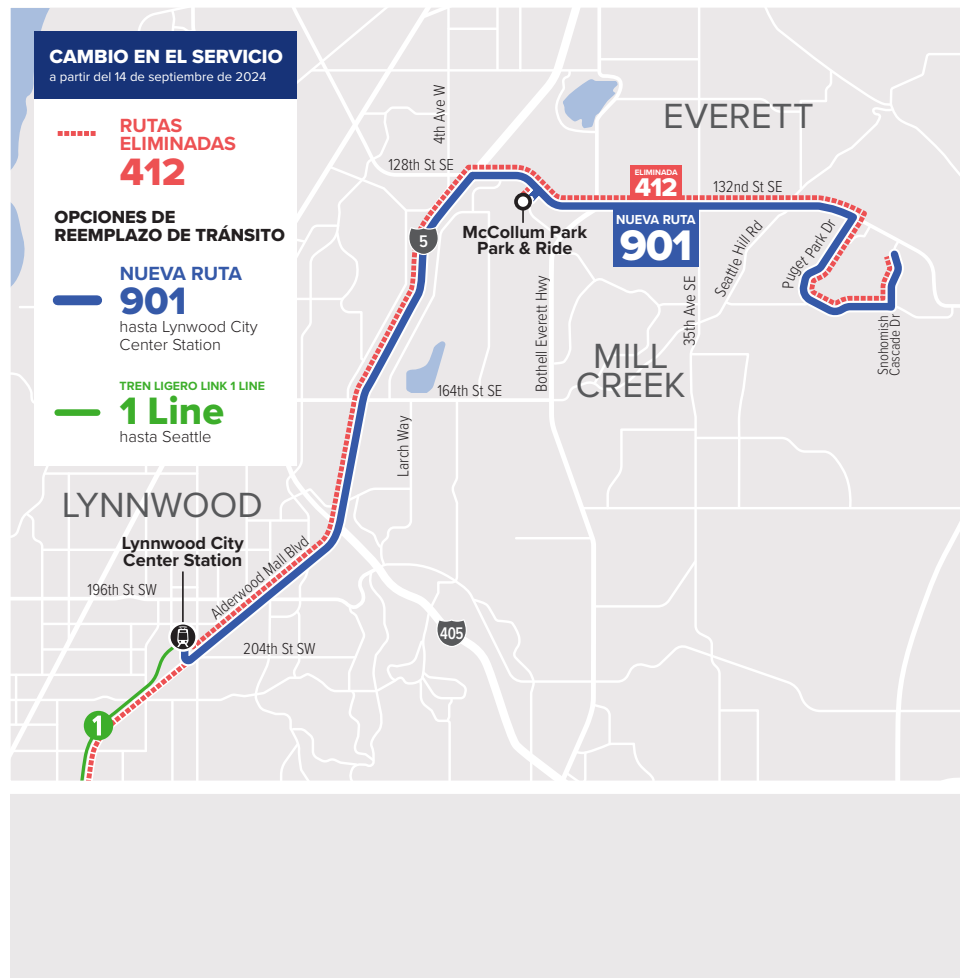 CAMBIO EN EL SERVICIO
a partir del 14 de septiembre de 2024
RUTAS
ELIMINADAS
412
OPCIONES DE
REEMPLAZO DE TRÁNSITO
NUEVA RUTA
901
hasta Lynwood City
Center Station
TREN LIGERO LINK 1 LINE
1 Line
hasta Seattle
EVERETT
4th Ave W
128th St SE
ELIMINADA
412
132nd St SE
NUEVA RUTA
901
McCollum Park
Park & Ride
5
Seattle Hill Rd
Puget Park Dr
35th Ave SE
Bothell Everett Hwy
Snohomish
Cascade Dr
MILL
CREEK
164th St SE
Larch Way
LYNNWOOD
Lynnwood City
Center Station
Alderwood Mall Blvd
196th St SW
405
204th St SW
1